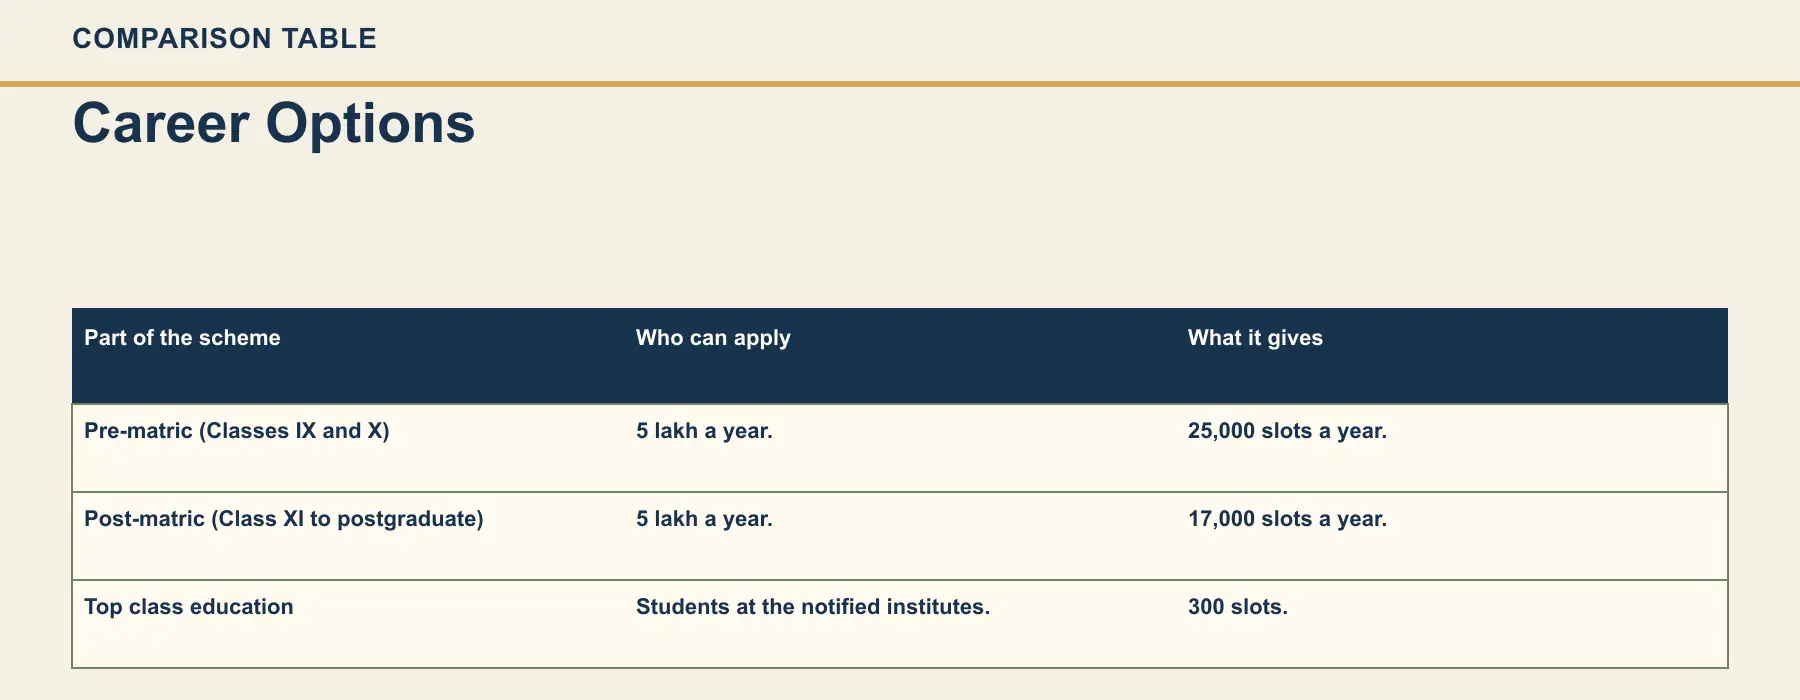 COMPARISON TABLE
Career Options
Part of the scheme Who can apply What it gives
Pre-matric (Classes IX and X) 5 lakh a year. 25,000 slots a year.
Post-matric (Class XI to postgraduate) 5 lakh a year. 17,000 slots a year.
Top class education Students at the notified institutes. 300 slots.